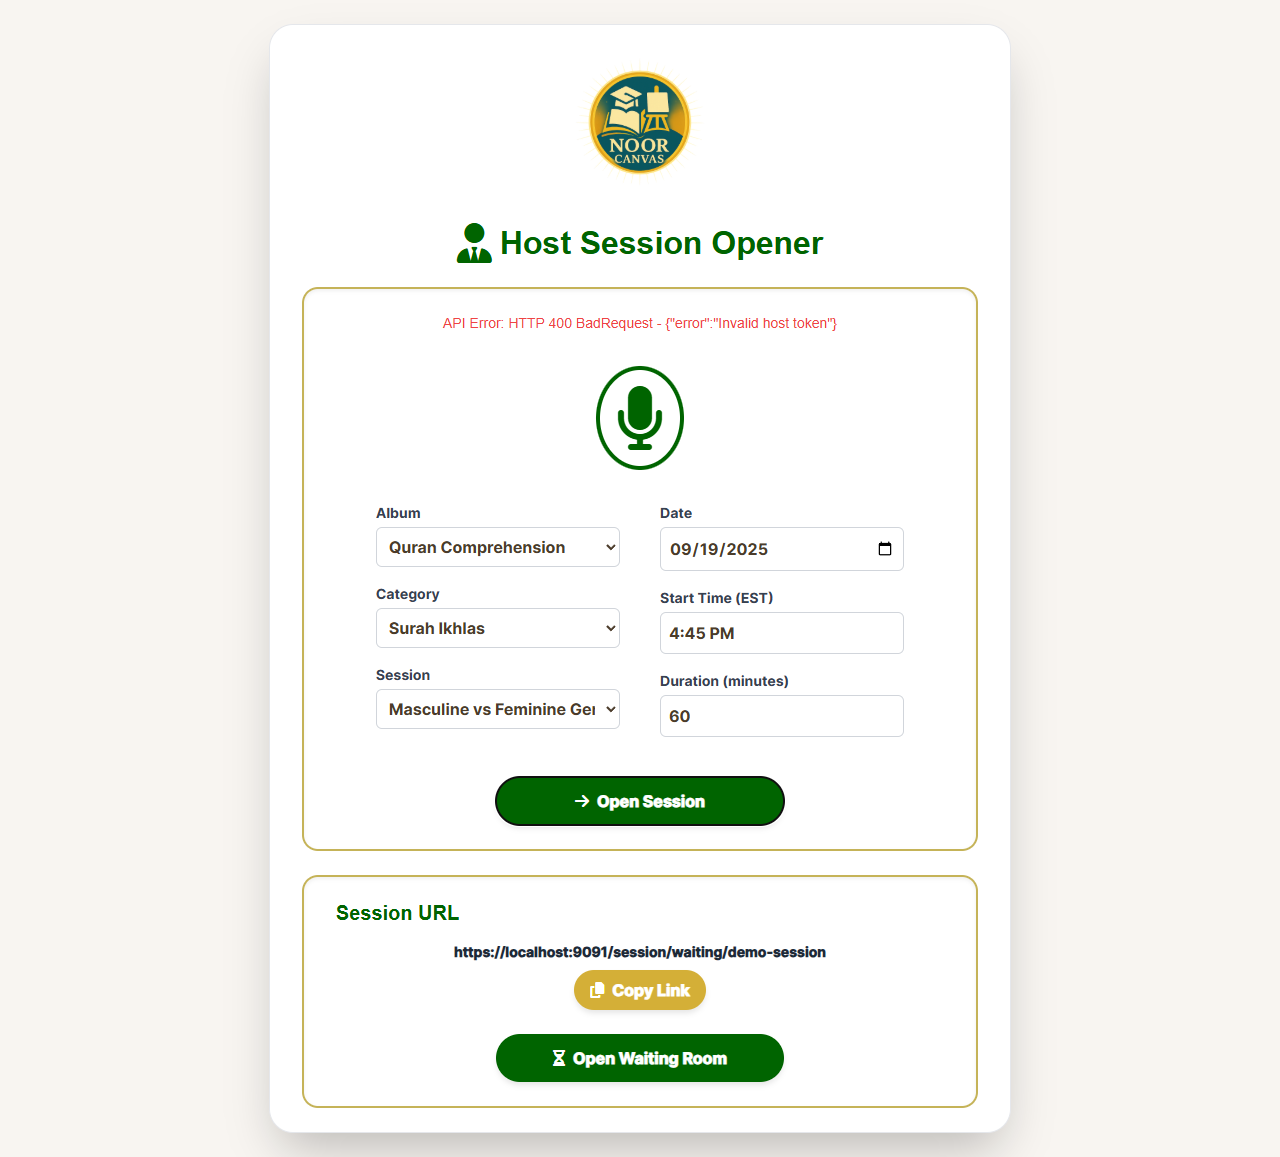 NOOR
CANVAS
Host Session Opener
API Error: HTTP 400 BadRequest - {"error":"Invalid host token"}
Album
Quran Comprehension
Category
Surah Ikhlas
Session
Masculine vs Feminine Ger
Date
09/19/2025
Start Time (EST)
4:45 PM
Duration (minutes)
60
Open Session
Session URL
https://localhost:9091/session/waiting/demo-session
Copy Link
Open Waiting Room